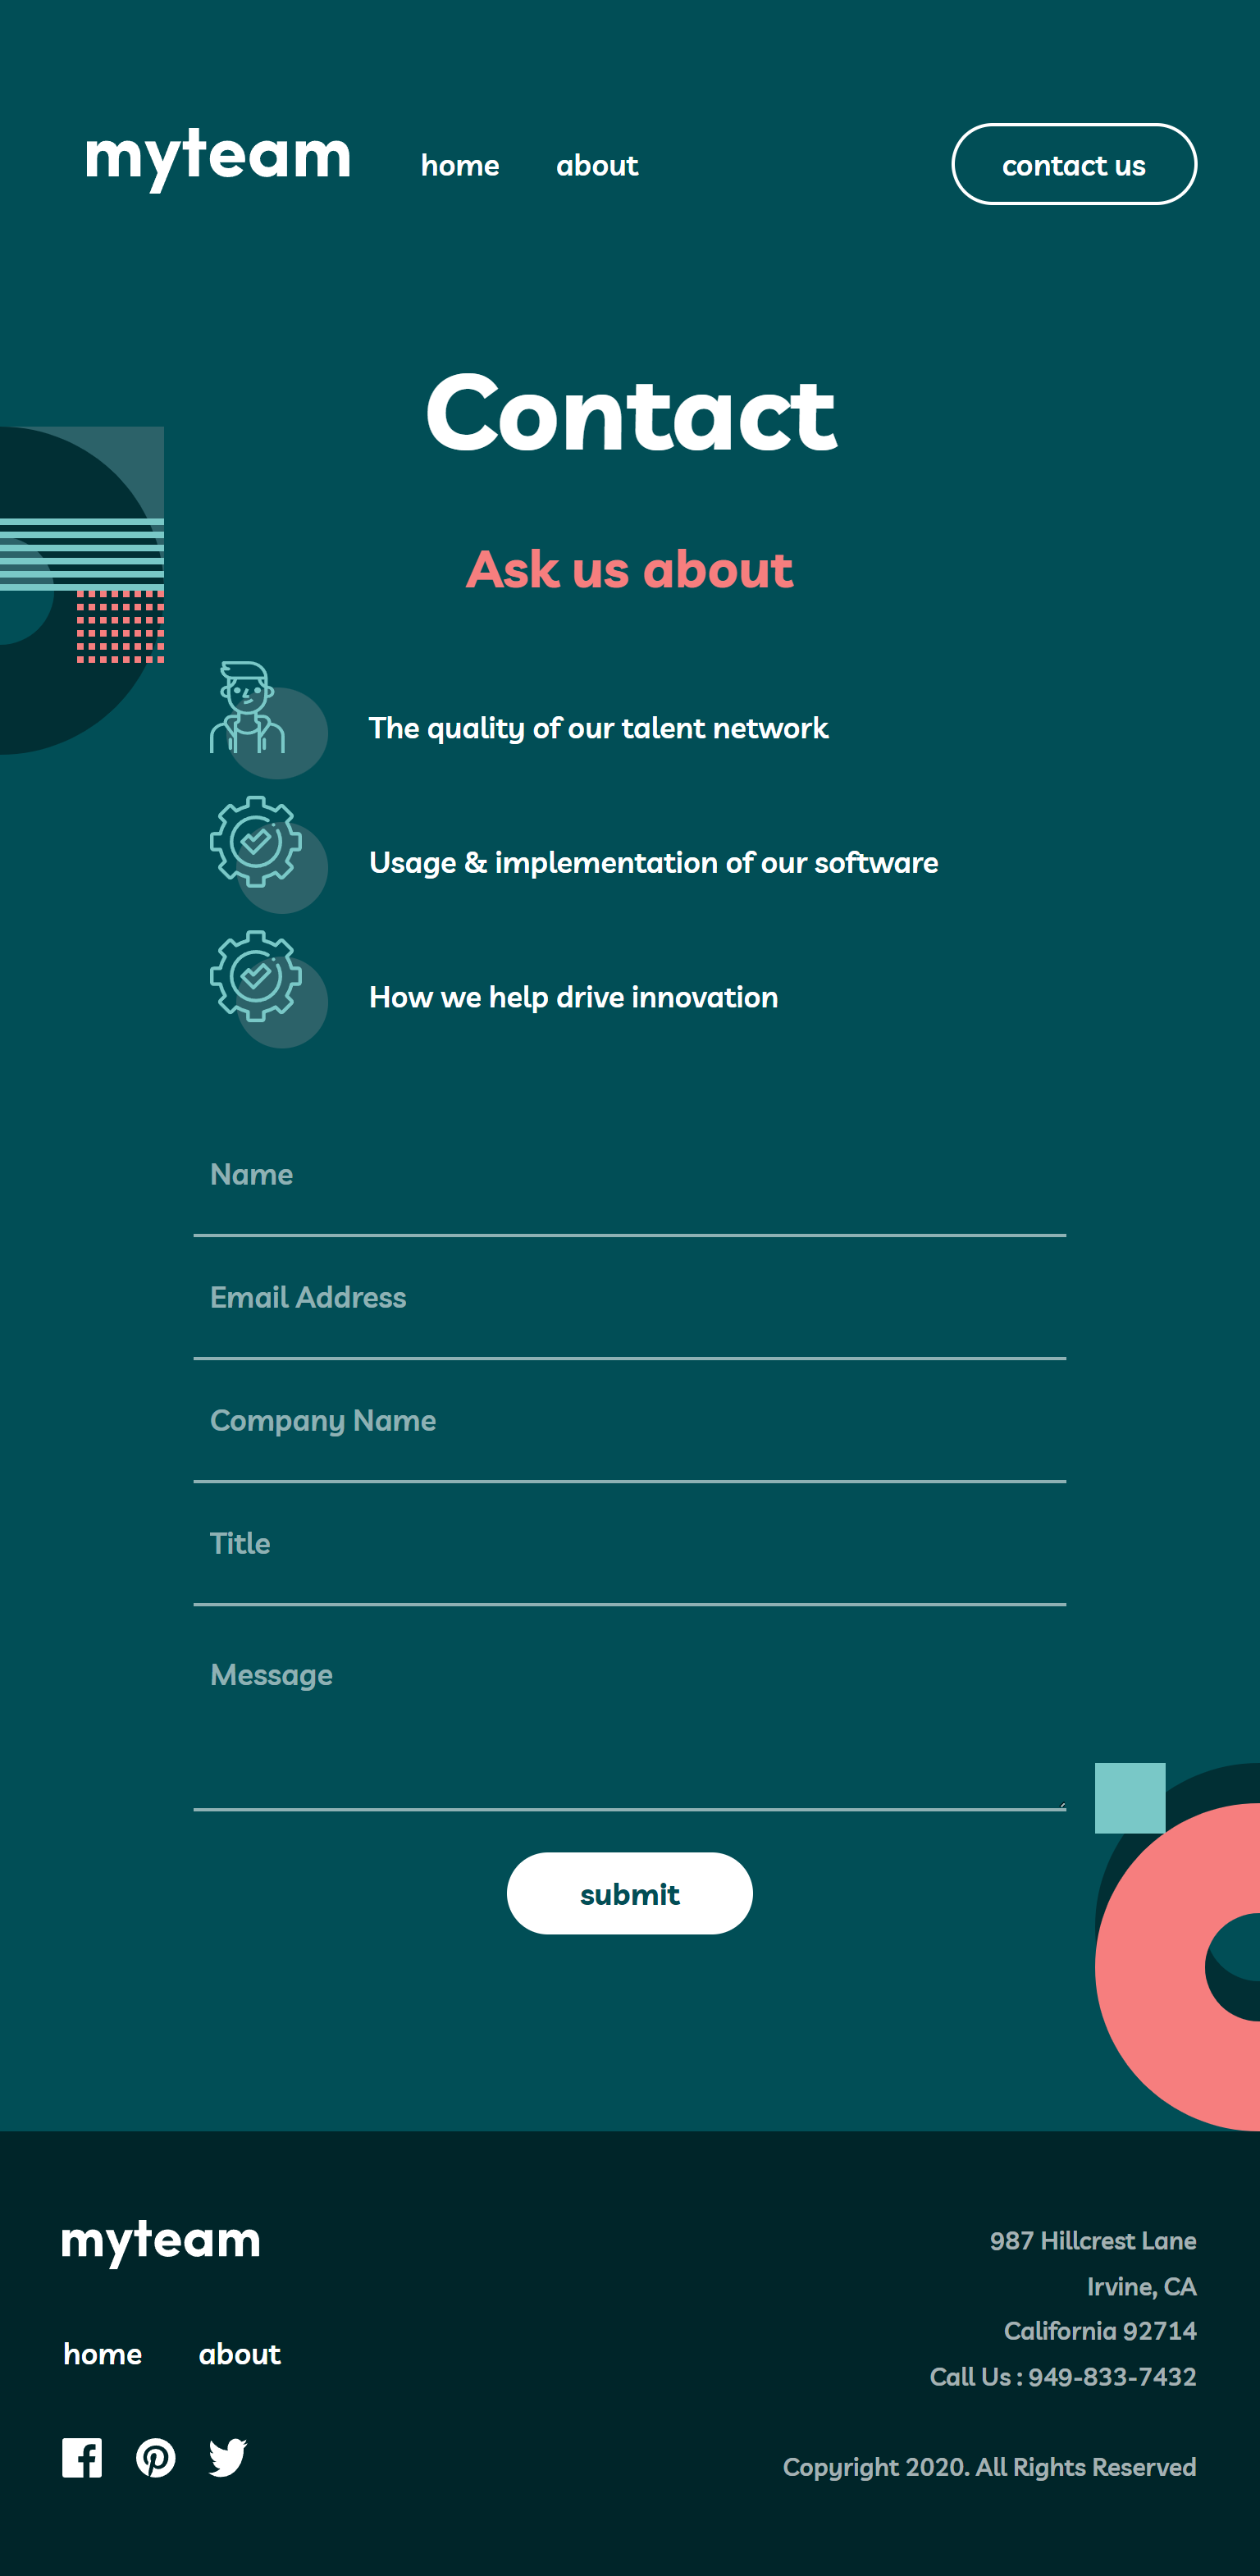 myteam
home
about
contact us
Contact
Ask us about
The quality of our talent network
Usage & implementation of our software
How we help drive innovation
Name
Email Address
Company Name
Title
Message
submit
myteam
home
about
987 Hillcrest Lane
Irvine, CA
California 92714
Call Us : 949-833-7432
Copyright 2020. All Rights Reserved